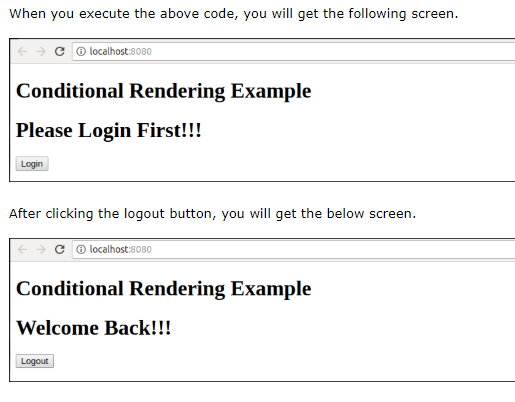 When you execute the above code, you will get the following screen.
localhost:8080
Conditional Rendering Example
Please Login First!!!
Login
After clicking the logout button, you will get the below screen.
localhost:8080
Conditional Rendering Example
Welcome Back!!!
Logout